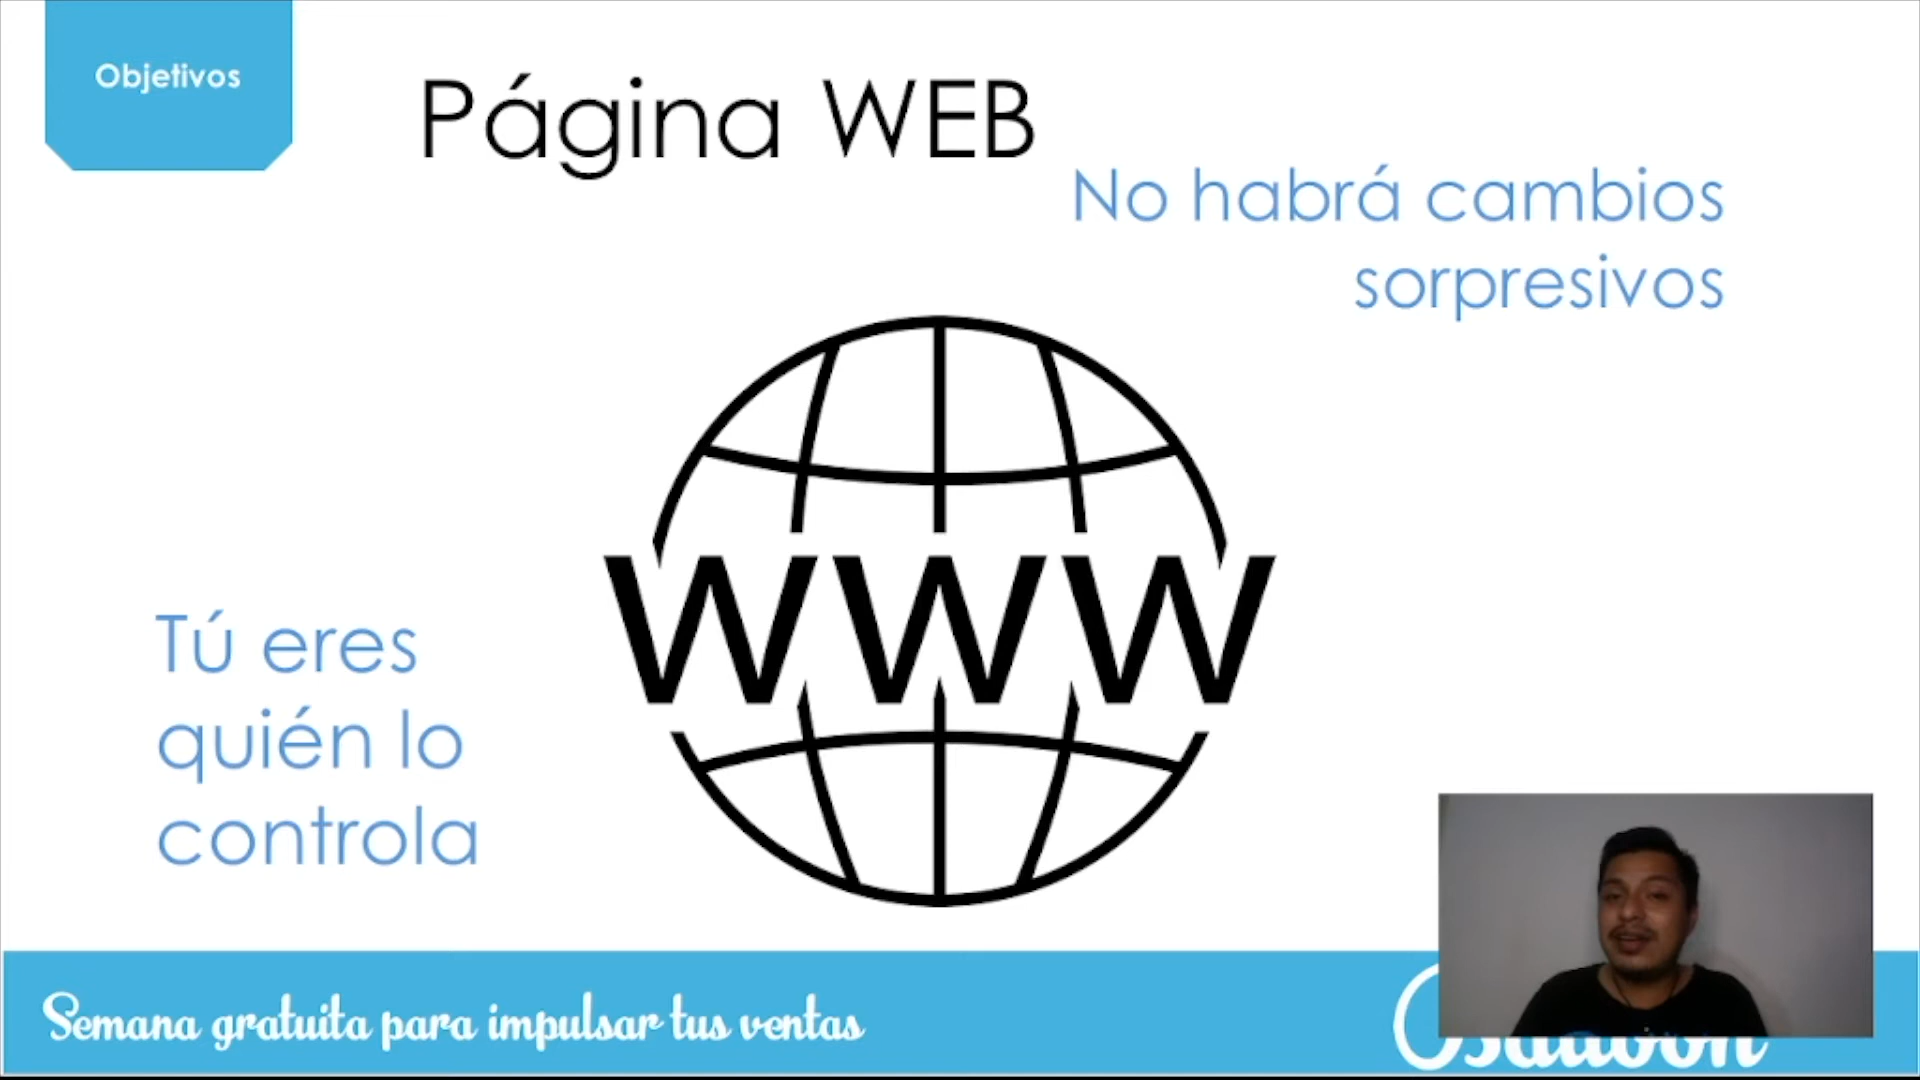 Objetivos
Página WEB
No habrá cambios
sorpresivos
www
Tú eres
quién lo
controla
Semana gratuita para impulsar tus ventas